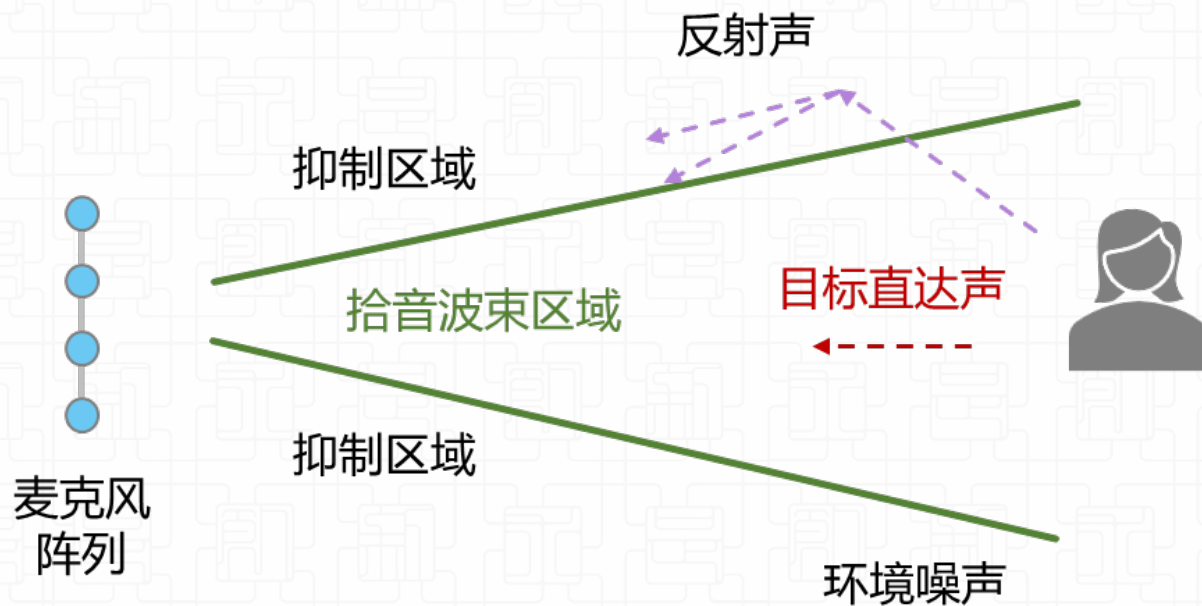 反射声
抑制区域
拾音波束区域
目标直达声
抑制区域
麦克风
阵列
环境噪声